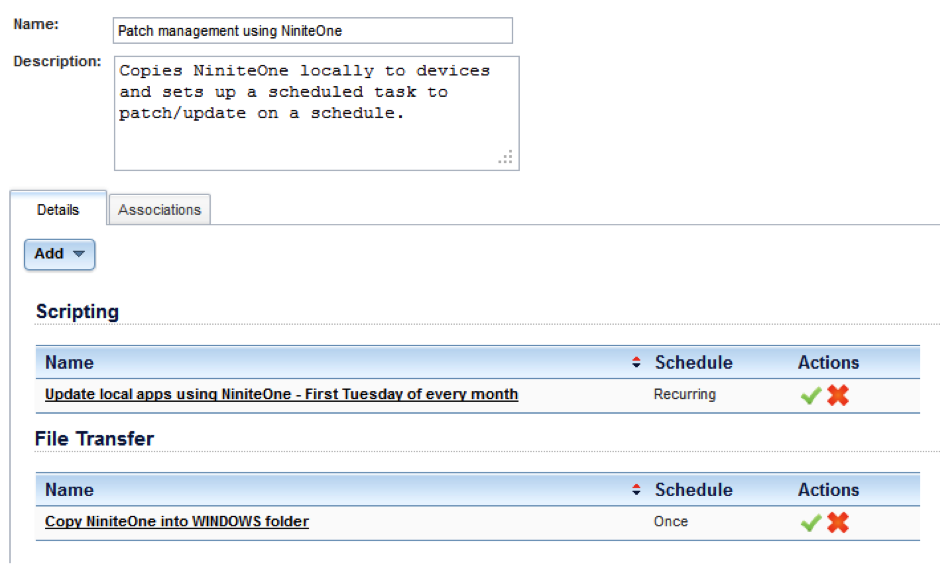 Name: Patch management using NiniteOne
Description: Copies NiniteOne locally to devices
and sets up a scheduled task to
patch/update on a schedule.
Details Associations
Add
Scripting
Name Schedule Actions
Update local apps using NiniteOne - First Tuesday of every month Recurring
File Transfer
Name Schedule Actions
Copy NiniteOne into WINDOWS folder Once